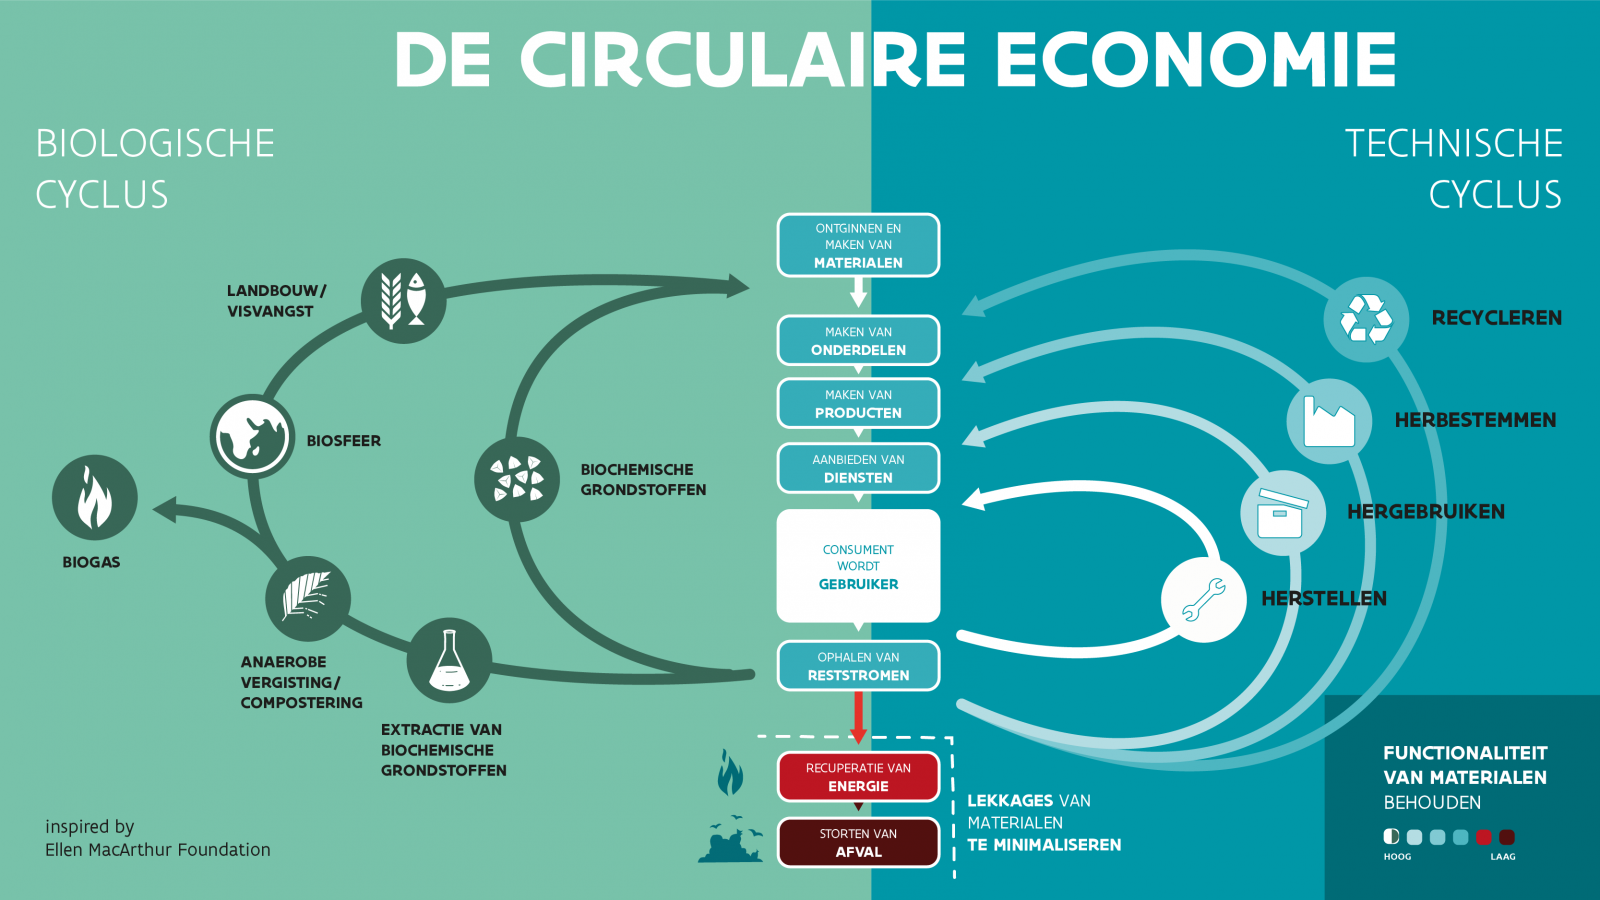 DE CIRCULAIRE ECONOMIE
BIOLOGISCHE
CYCLUS
TECHNISCHE
CYCLUS
LANDBOUW/
VISVANGST
BIOSFEER
BIOGAS
ANAEROBE
VERGISTING/
COMPOSTERING
EXTRACTIE VAN
BIOCHEMISCHE
GRONDSTOFFEN
BIOCHEMISCHE
GRONDSTOFFEN
ONTGINNEN EN
MAKEN VAN
MATERIALEN
MAKEN VAN
ONDERDELEN
MAKEN VAN
PRODUCTEN
AANBIEDEN VAN
DIENSTEN
CONSUMENT
WORDT
GEBRUIKER
OPHALEN VAN
RESTSTROMEN
RECUPERATIE VAN
ENERGIE
STORTEN VAN
AFVAL
RECYCLEREN
HERBESTEMMEN
HERGEBRUIKEN
HERSTELLEN
LEKKAGES VAN
MATERIALEN
TE MINIMALISEREN
FUNCTIONALITEIT
VAN MATERIALEN
BEHOUDEN
HOOG LAAG
inspired by
Ellen MacArthur Foundation